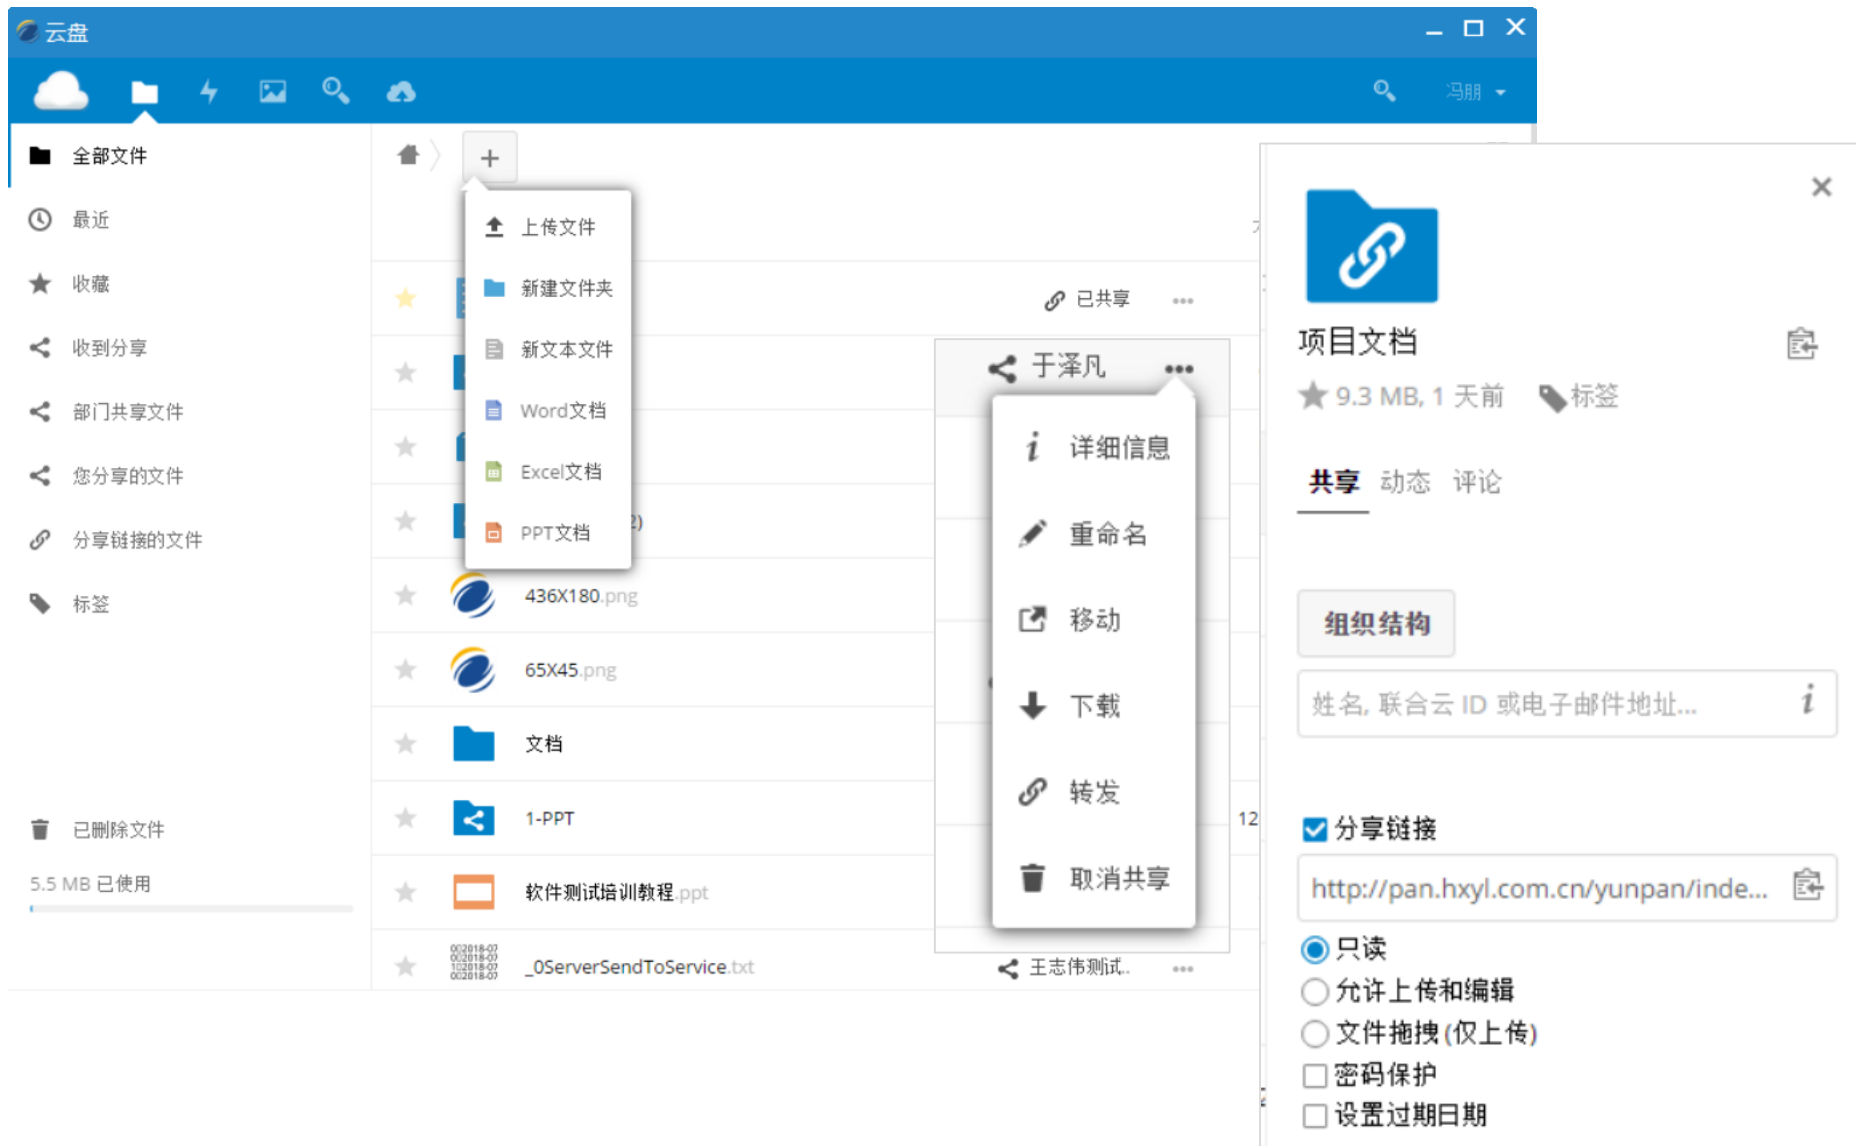 云盘
冯朋
全部文件
最近
收藏
收到分享
部门共享文件
您分享的文件
分享链接的文件
标签
已删除文件
5.5 MB 已使用
+
上传文件
新建文件夹
新文本文件
Word文档
Excel文档
PPT文档
已共享
2)
436X180.png
65X45.png
文档
1-PPT
12
软件测试培训教程.ppt
002018-07
002018-07
102018-07
002018-07
_0ServerSendToService.txt
王志伟测试..
于泽凡
详细信息
重命名
移动
下载
转发
取消共享
项目文档
9.3 MB, 1 天前 标签
共享 动态 评论
组织结构
姓名, 联合云 ID 或电子邮件地址...
分享链接
http://pan.hxyl.com.cn/yunpan/inde...
只读
允许上传和编辑
文件拖拽(仅上传)
密码保护
设置过期日期